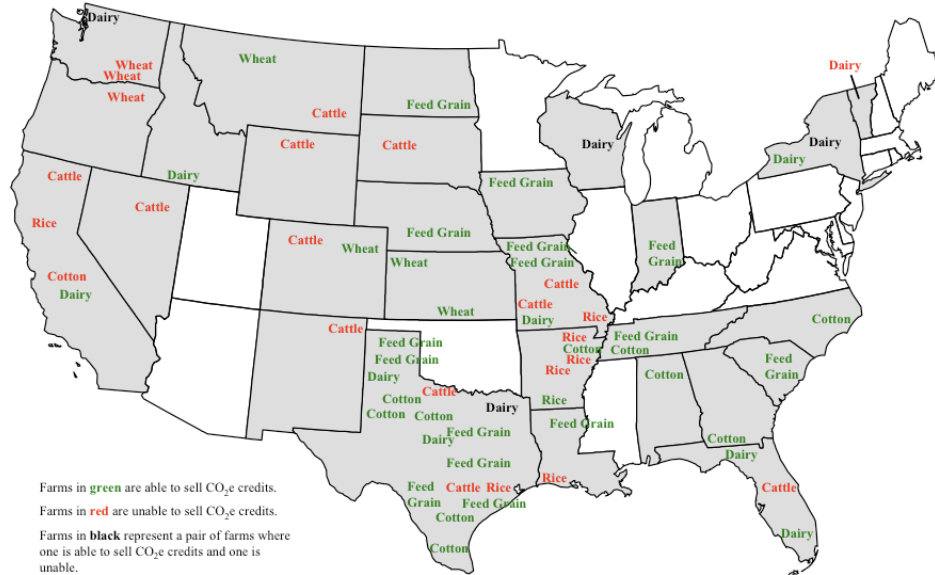 Dairy
Dairy
Wheat
Wheat
Wheat
Wheat
Feed Grain
Cattle
Cattle
Cattle
Dairy
Dairy
Dairy
Cattle
Dairy
Feed Grain
Cattle
Rice
Feed Grain
Cattle
Wheat
Feed Grain
Feed
Grain
Wheat
Feed Grain
Cotton
Dairy
Cattle
Cattle
Wheat
Dairy
Rice
Cotton
Cattle
Rice
Feed Grain
Feed Grain
Cotton
Cotton
Feed Grain
Rice
Feed
Grain
Dairy
Rice
Cotton
Cattle
Cotton
Rice
Dairy
Cotton
Cotton
Feed Grain
Feed Grain
Dairy
Cotton
Dairy
Feed Grain
Rice
Cattle
Feed
Grain
Cattle
Rice
Feed Grain
Cotton
Dairy
Cotton
Farms in green are able to sell CO₂e credits.
Farms in red are unable to sell CO₂e credits.
Farms in black represent a pair of farms where
one is able to sell CO₂e credits and one is
unable.